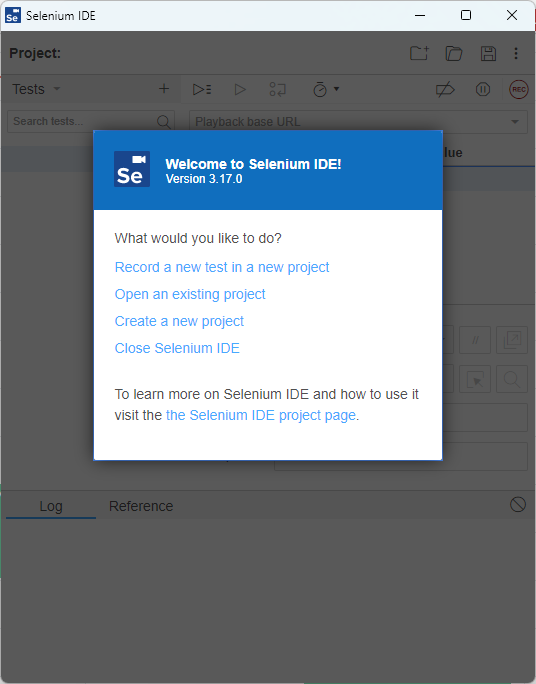 Se Selenium IDE
Project:
Tests
REC
Search tests...
Playback base URL
lue
Se
Welcome to Selenium IDE!
Version 3.17.0
What would you like to do?
Record a new test in a new project
Open an existing project
Create a new project
Close Selenium IDE
//
To learn more on Selenium IDE and how to use it
visit the the Selenium IDE project page.
Log
Reference